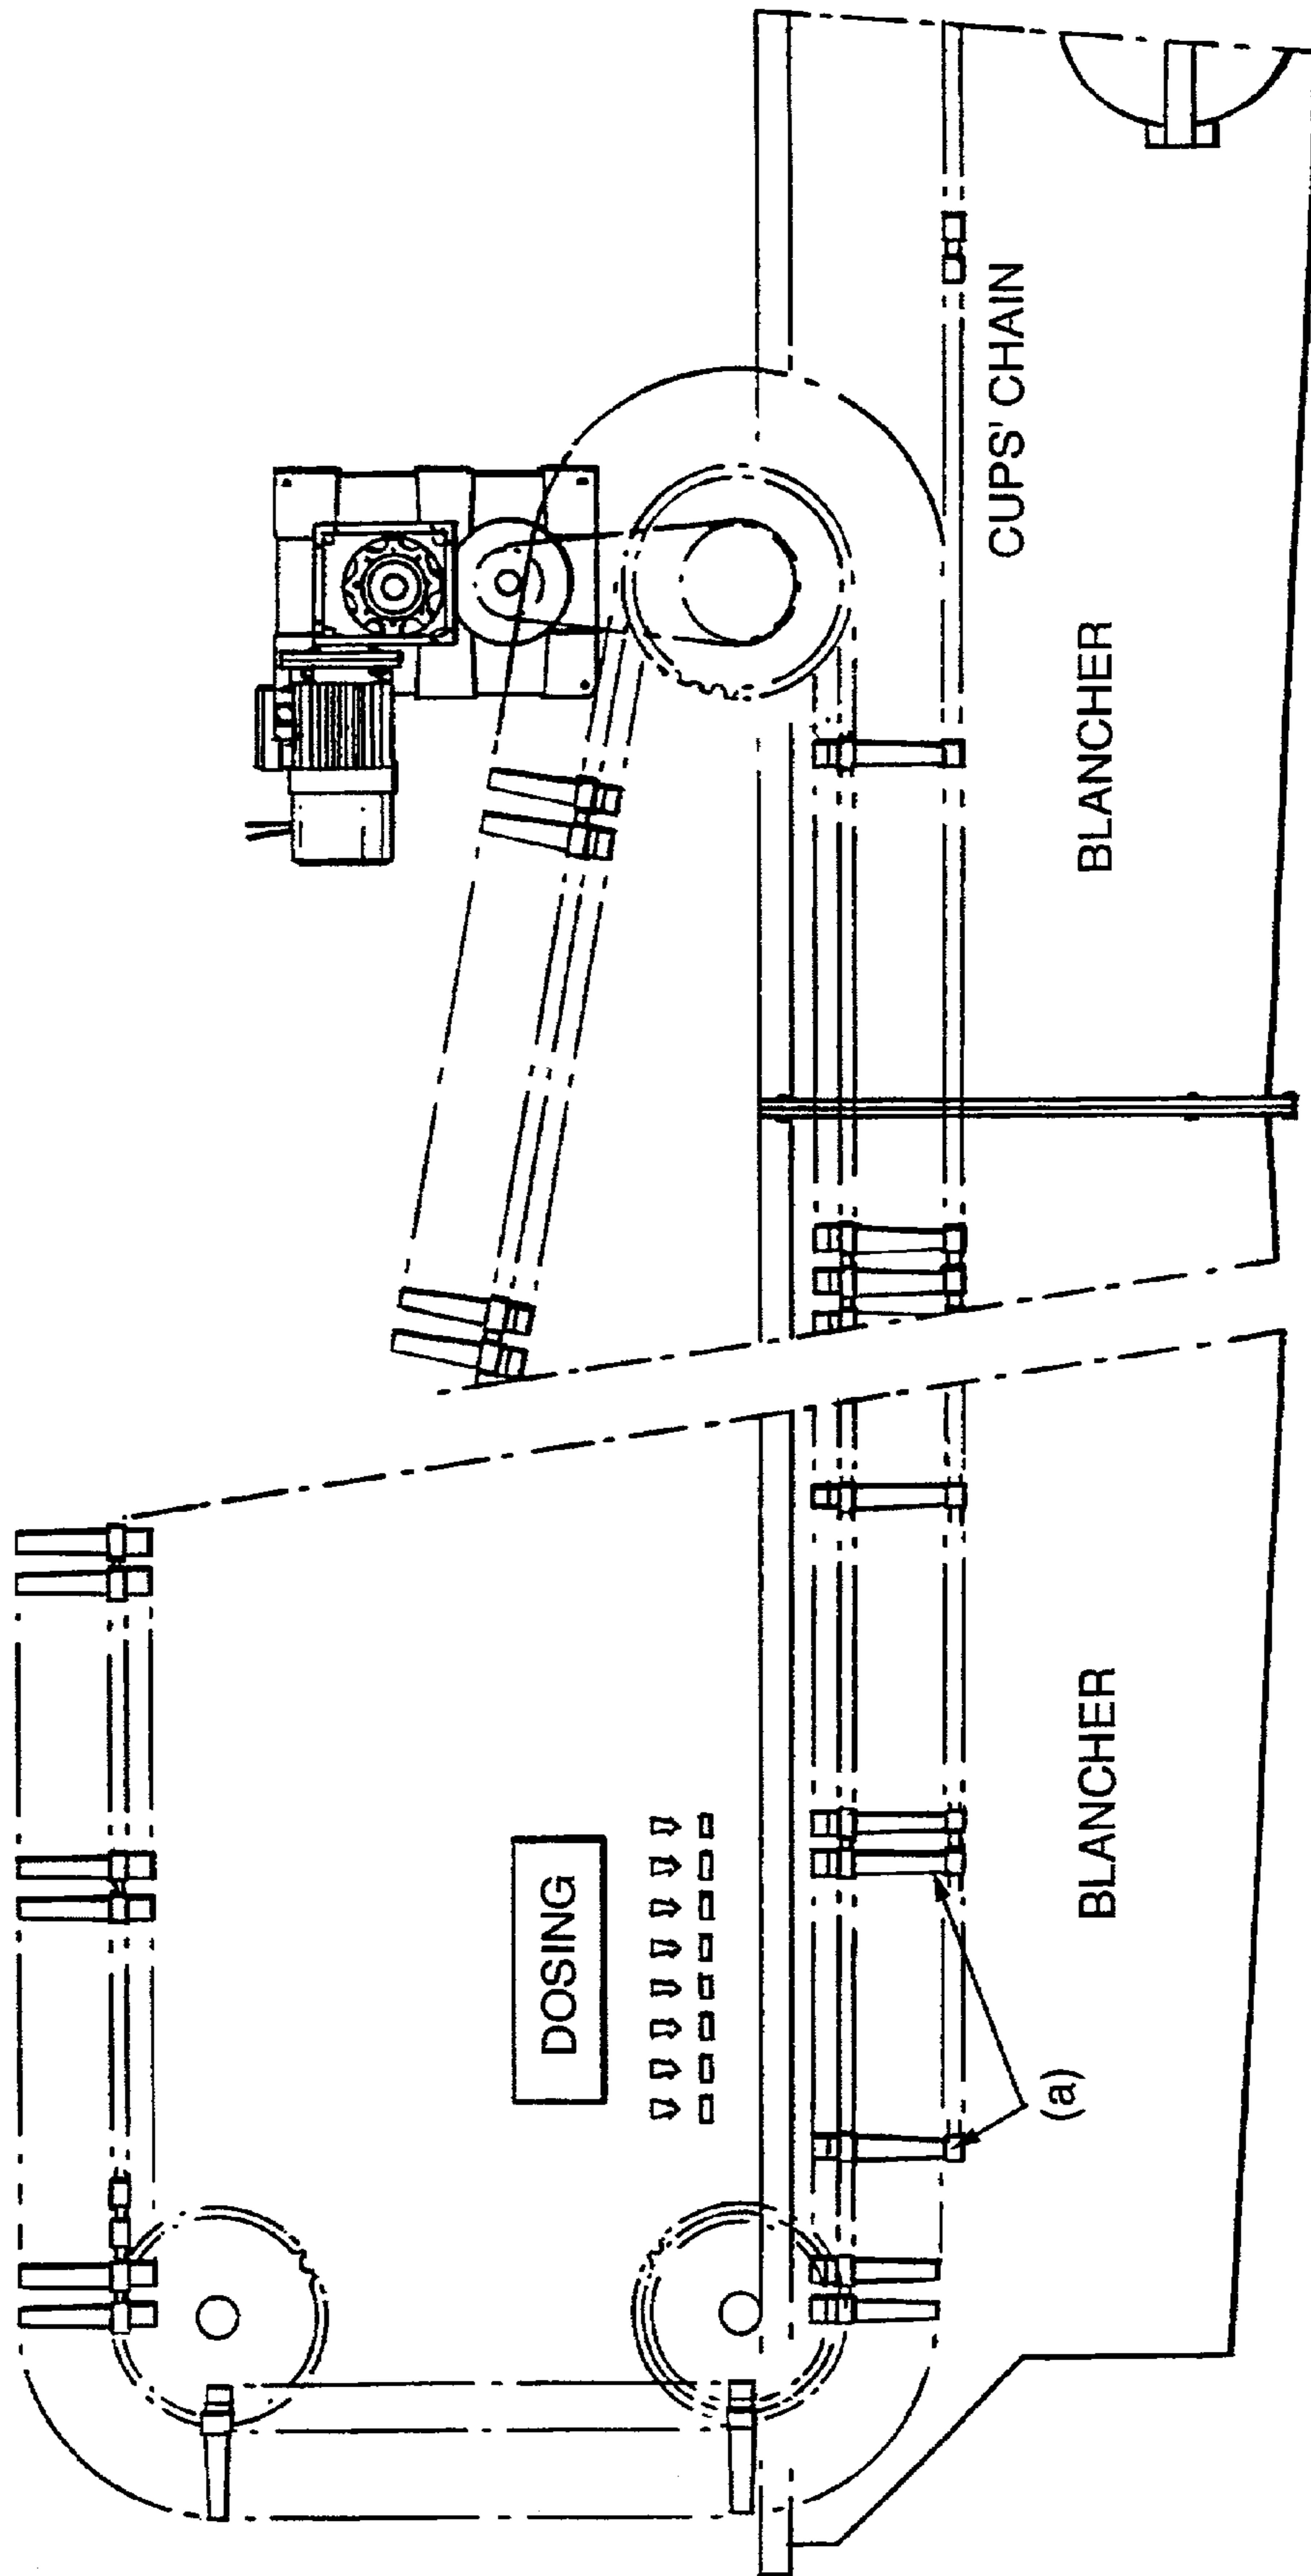 DOSING
(a)
BLANCHER
BLANCHER
CUPS' CHAIN